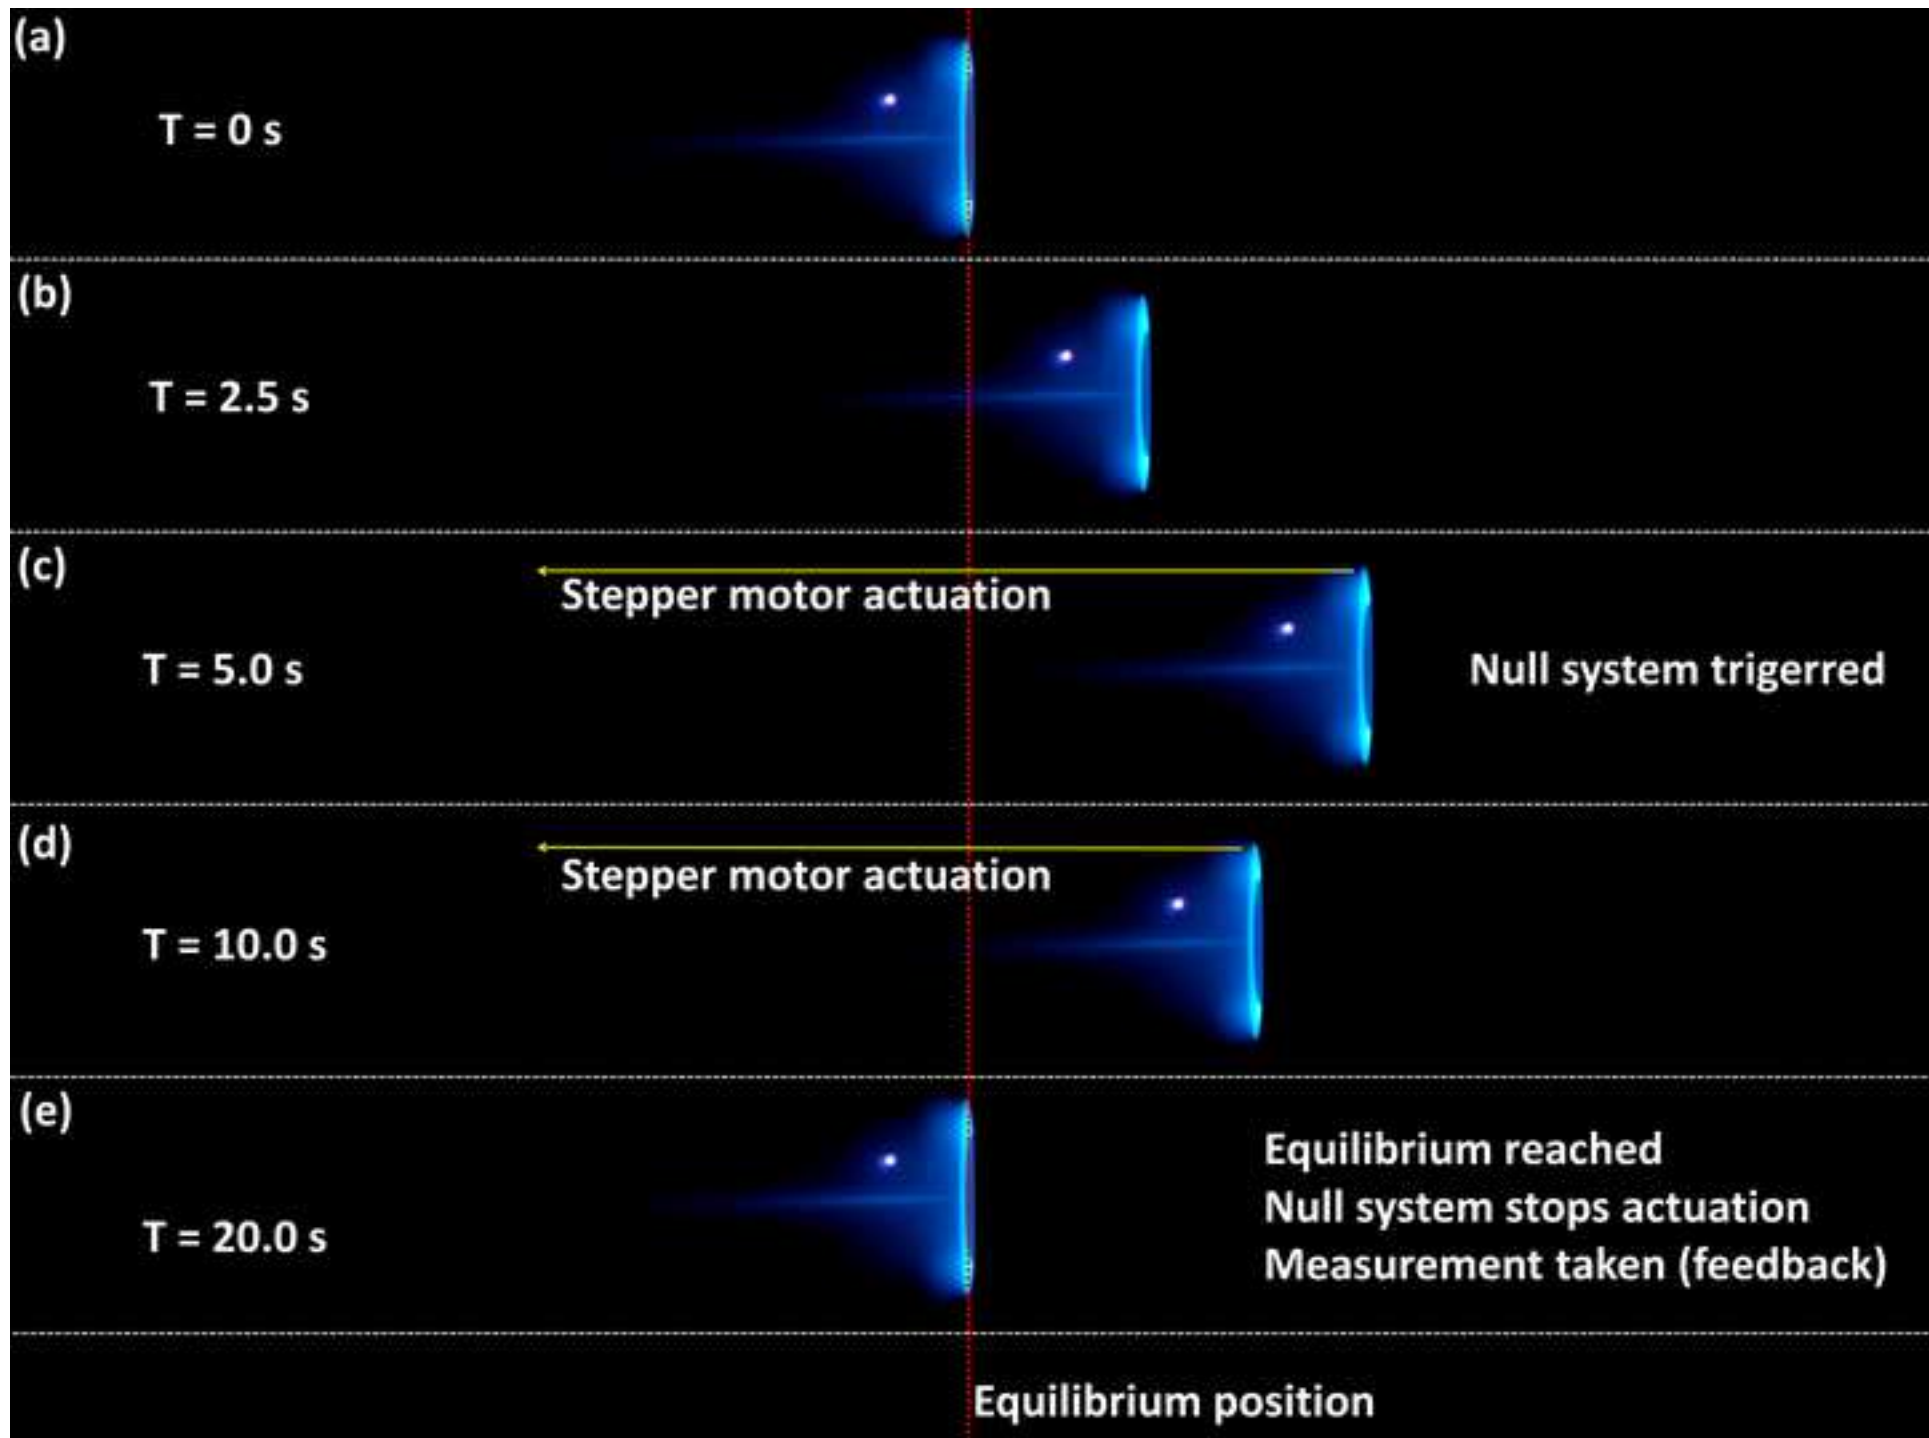 (a)
T = 0 s
(b)
T = 2.5 s
(c)
Stepper motor actuation
T = 5.0 s
Null system trigerred
(d)
Stepper motor actuation
T = 10.0 s
(e)
Equilibrium reached
Null system stops actuation
T = 20.0 s
Measurement taken (feedback)
Equilibrium position